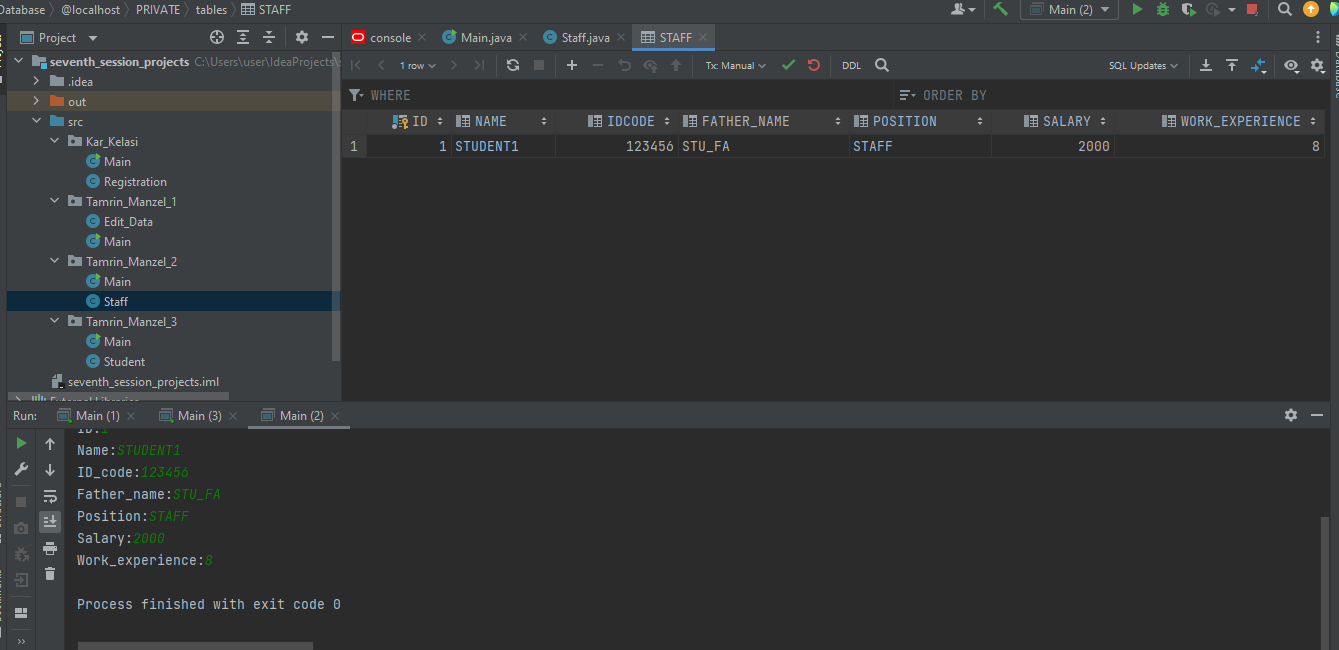 Database @localhost PRIVATE tables STAFF
Main (2)
Project
console Main.java Staff.java STAFF
seventh_session_projects C:\Users\user\IdeaProjects\s
.idea
out
src
Kar_Kelasi
Main
Registration
Tamrin_Manzel_1
Edit_Data
Main
Tamrin_Manzel_2
Main
Staff
Tamrin_Manzel_3
Main
Student
seventh_session_projects.iml
External Libraries
1 row Tx: Manual DDL SQL Updates
WHERE ORDER BY
ID NAME IDCODE FATHER_NAME POSITION SALARY WORK_EXPERIENCE
1 1 STUDENT1 123456 STU_FA STAFF 2000 8
Run: Main (1) Main (3) Main (2)
ID:1
Name:STUDENT1
ID_code:123456
Father_name:STU_FA
Position:STAFF
Salary:2000
Work_experience:8
Process finished with exit code 0